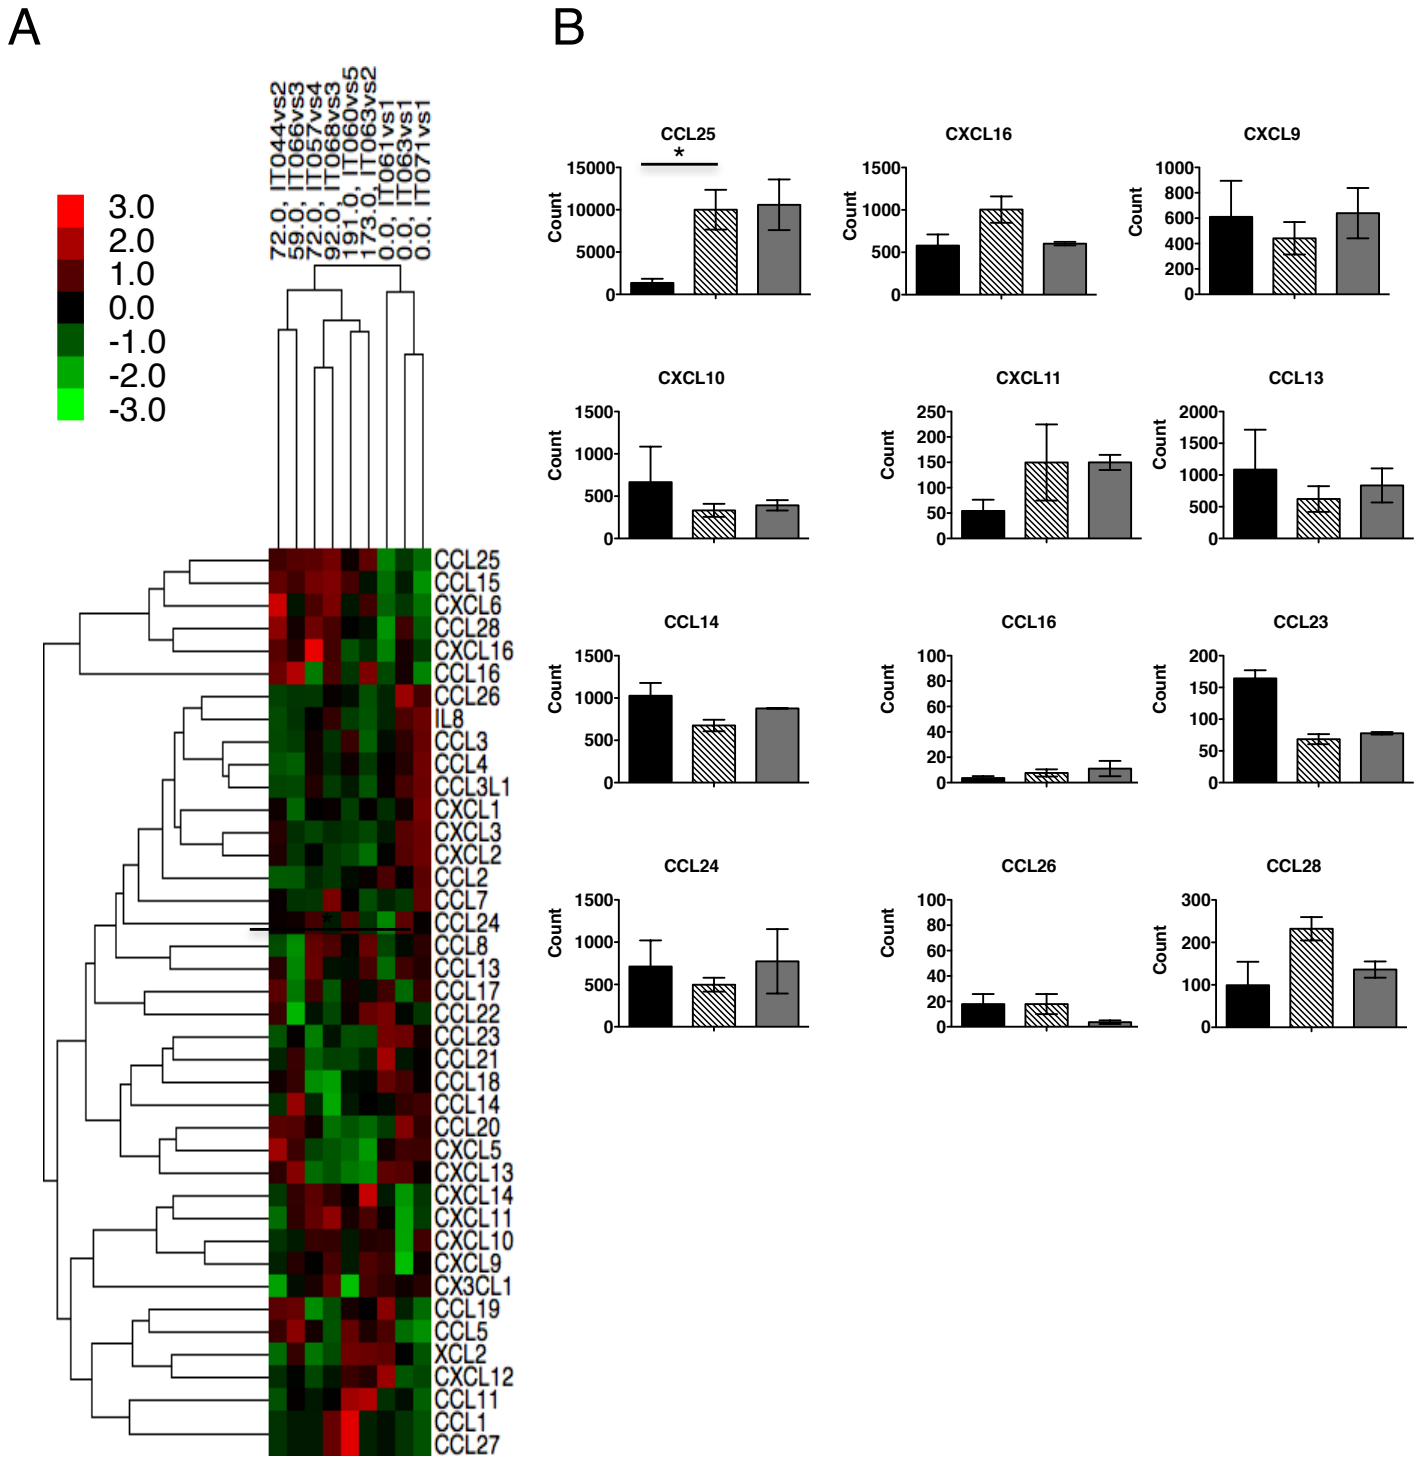 A
B
72.0, IT044vs2
59.0, IT066vs3
72.0, IT057vs4
92.0, IT068vs3
191.0, IT060vs5
173.0, IT063vs2
0.0, IT061vs1
0.0, IT063vs1
0.0, IT071vs1
3.0
2.0
1.0
0.0
-1.0
-2.0
-3.0
CCL25
CCL15
CXCL6
CCL28
CXCL16
CCL16
CCL26
IL8
CCL3
CCL4
CCL3L1
CXCL1
CXCL3
CXCL2
CCL2
CCL7
*
CCL24
CCL8
CCL13
CCL17
CCL22
CCL23
CCL21
CCL18
CCL14
CCL20
CXCL5
CXCL13
CXCL14
CXCL11
CXCL10
CXCL9
CX3CL1
CCL19
CCL5
XCL2
CXCL12
CCL11
CCL1
CCL27
CCL25
*
Count
15000
10000
5000
0
CXCL16
Count
1500
1000
500
0
CXCL9
Count
1000
800
600
400
200
0
CXCL10
Count
1500
1000
500
0
CXCL11
Count
250
200
150
100
50
0
CCL13
Count
2000
1500
1000
500
0
CCL14
Count
1500
1000
500
0
CCL16
Count
100
80
60
40
20
0
CCL23
Count
200
150
100
50
0
CCL24
Count
1500
1000
500
0
CCL26
Count
100
80
60
40
20
0
CCL28
Count
300
200
100
0